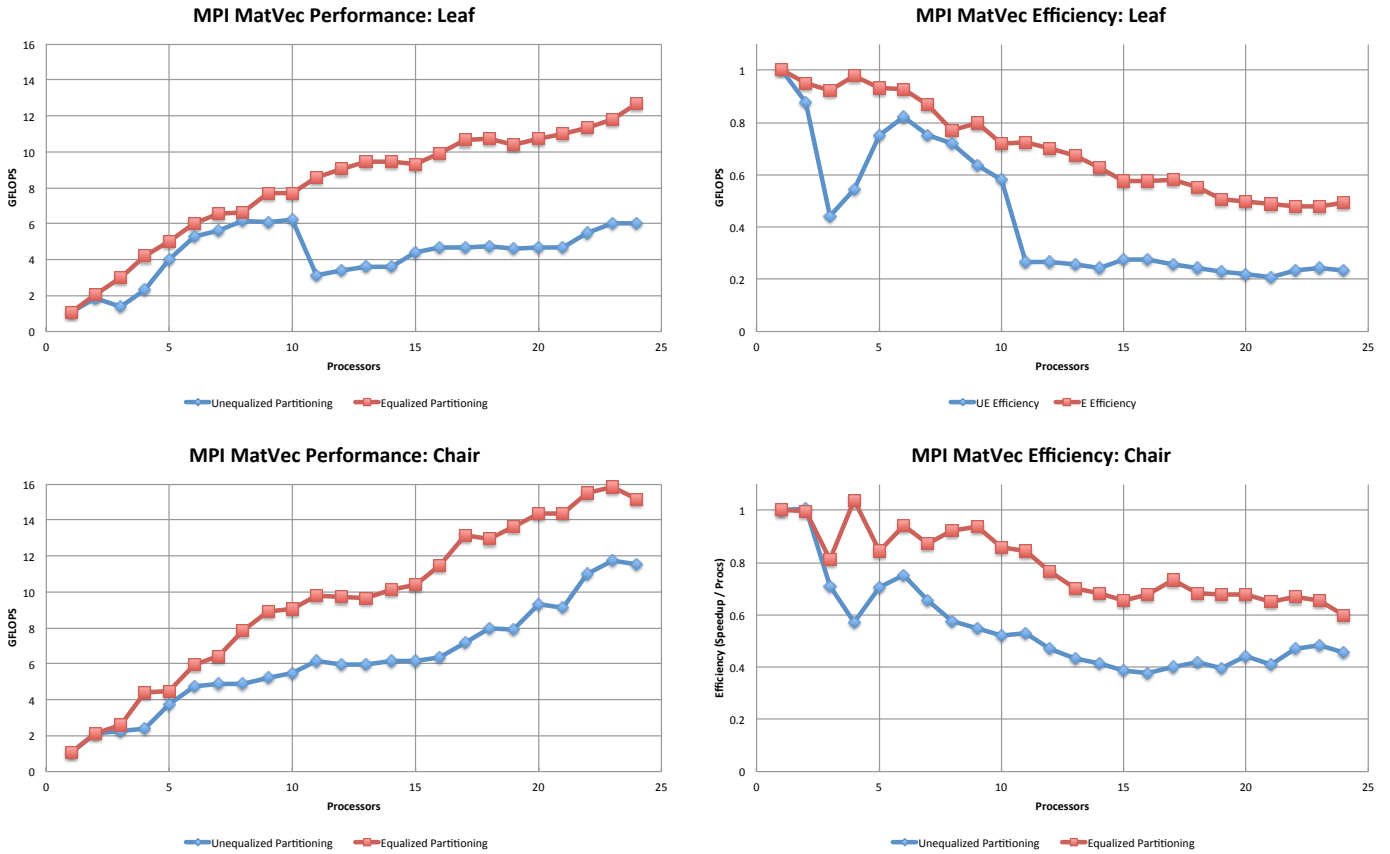 MPI MatVec Performance: Leaf
16
14
12
10
8
6
4
2
0
GFLOPS
0 5 10 15 20 25
Processors
Unequalized Partitioning Equalized Partitioning
MPI MatVec Efficiency: Leaf
1
0.8
0.6
0.4
0.2
0
GFLOPS
0 5 10 15 20 25
Processors
UE Efficiency E Efficiency
MPI MatVec Performance: Chair
16
14
12
10
8
6
4
2
0
GFLOPS
0 5 10 15 20 25
Processors
Unequalized Partitioning Equalized Partitioning
MPI MatVec Efficiency: Chair
1
0.8
0.6
0.4
0.2
0
Efficiency (Speedup / Procs)
0 5 10 15 20 25
Processors
Unequalized Partitioning Equalized Partitioning